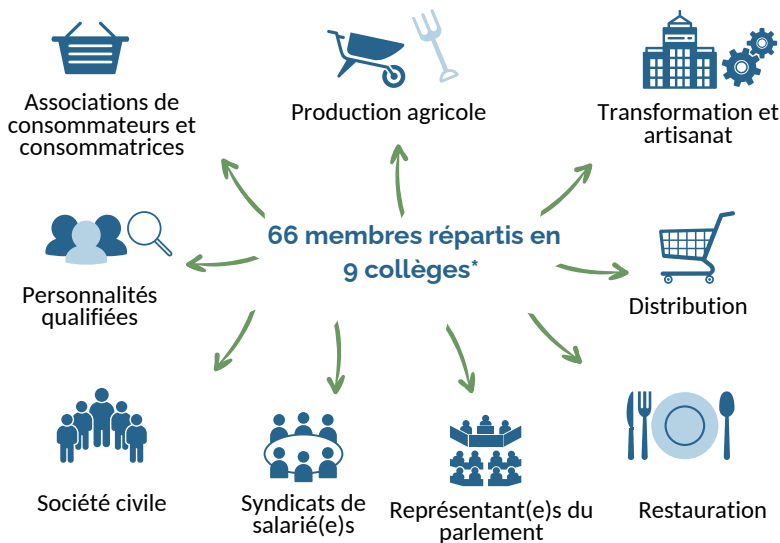 Associations de
consommateurs et
consommatrices
Production agricole
Transformation et
artisanat
66 membres répartis en
9 collèges*
Personnalités
qualifiées
Distribution
Société civile
Syndicats de
salarié(e)s
Représentant(e)s du
parlement
Restauration